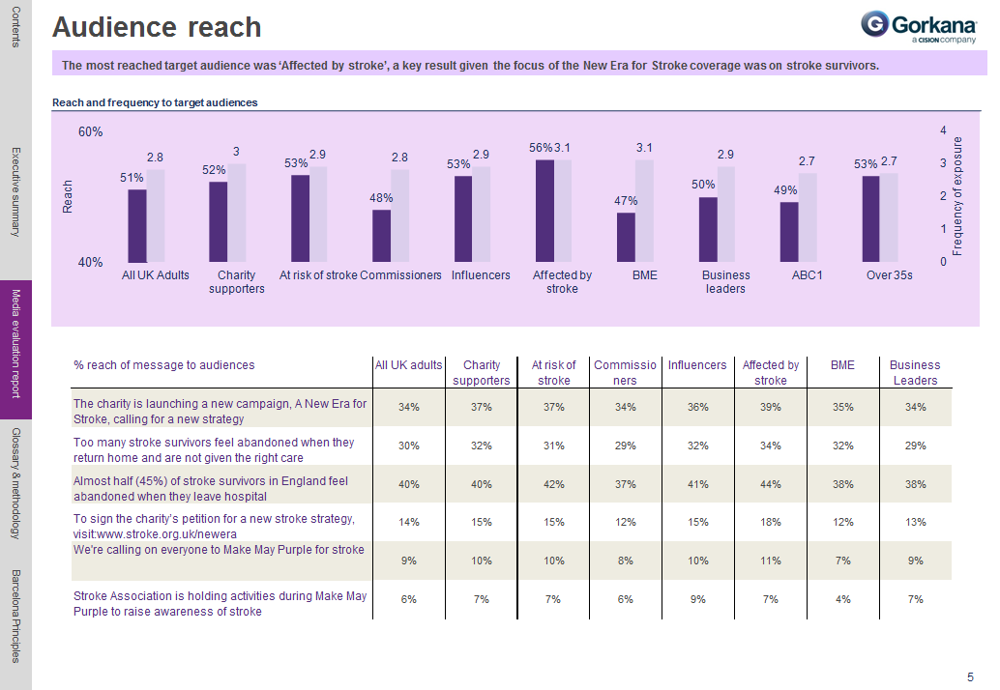 Contents
Executive summary
Media evaluation report
Glossary & methodology
Barcelona Principles
Audience reach
Gorkana
a CISION company
The most reached target audience was ‘Affected by stroke’, a key result given the focus of the New Era for Stroke coverage was on stroke survivors.
Reach and frequency to target audiences
60%
40%
Reach
51% 2.8
52% 3
53% 2.9
48% 2.8
53% 2.9
56% 3.1
47% 3.1
50% 2.9
49% 2.7
53% 2.7
4
3
2
1
0
Frequency of exposure
All UK Adults
Charity
supporters
At risk of stroke
Commissioners
Influencers
Affected by
stroke
BME
Business
leaders
ABC1
Over 35s
% reach of message to audiences
All UK adults
Charity
supporters
At risk of
stroke
Commissio
ners
Influencers
Affected by
stroke
BME
Business
Leaders
The charity is launching a new campaign, A New Era for
Stroke, calling for a new strategy
34% 37% 37% 34% 36% 39% 35% 34%
Too many stroke survivors feel abandoned when they
return home and are not given the right care
30% 32% 31% 29% 32% 34% 32% 29%
Almost half (45%) of stroke survivors in England feel
abandoned when they leave hospital
40% 40% 42% 37% 41% 44% 38% 38%
To sign the charity’s petition for a new stroke strategy,
visit:www.stroke.org.uk/newera
14% 15% 15% 12% 15% 18% 12% 13%
We're calling on everyone to Make May Purple for stroke
9% 10% 10% 8% 10% 11% 7% 9%
Stroke Association is holding activities during Make May
Purple to raise awareness of stroke
6% 7% 7% 6% 9% 7% 4% 7%
5